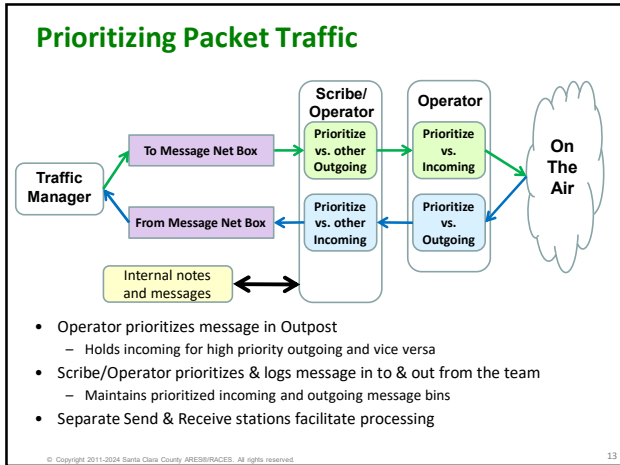 Prioritizing Packet Traffic
Scribe/
Operator
Operator
To Message Net Box
Prioritize
vs. other
Outgoing
Prioritize
vs.
Incoming
On
The
Air
Traffic
Manager
From Message Net Box
Prioritize
vs. other
Incoming
Prioritize
vs.
Outgoing
Internal notes
and messages
• Operator prioritizes message in Outpost
– Holds incoming for high priority outgoing and vice versa
• Scribe/Operator prioritizes & logs message in to & out from the team
– Maintains prioritized incoming and outgoing message bins
• Separate Send & Receive stations facilitate processing
© Copyright 2011-2024 Santa Clara County ARES®/RACES. All rights reserved.
13